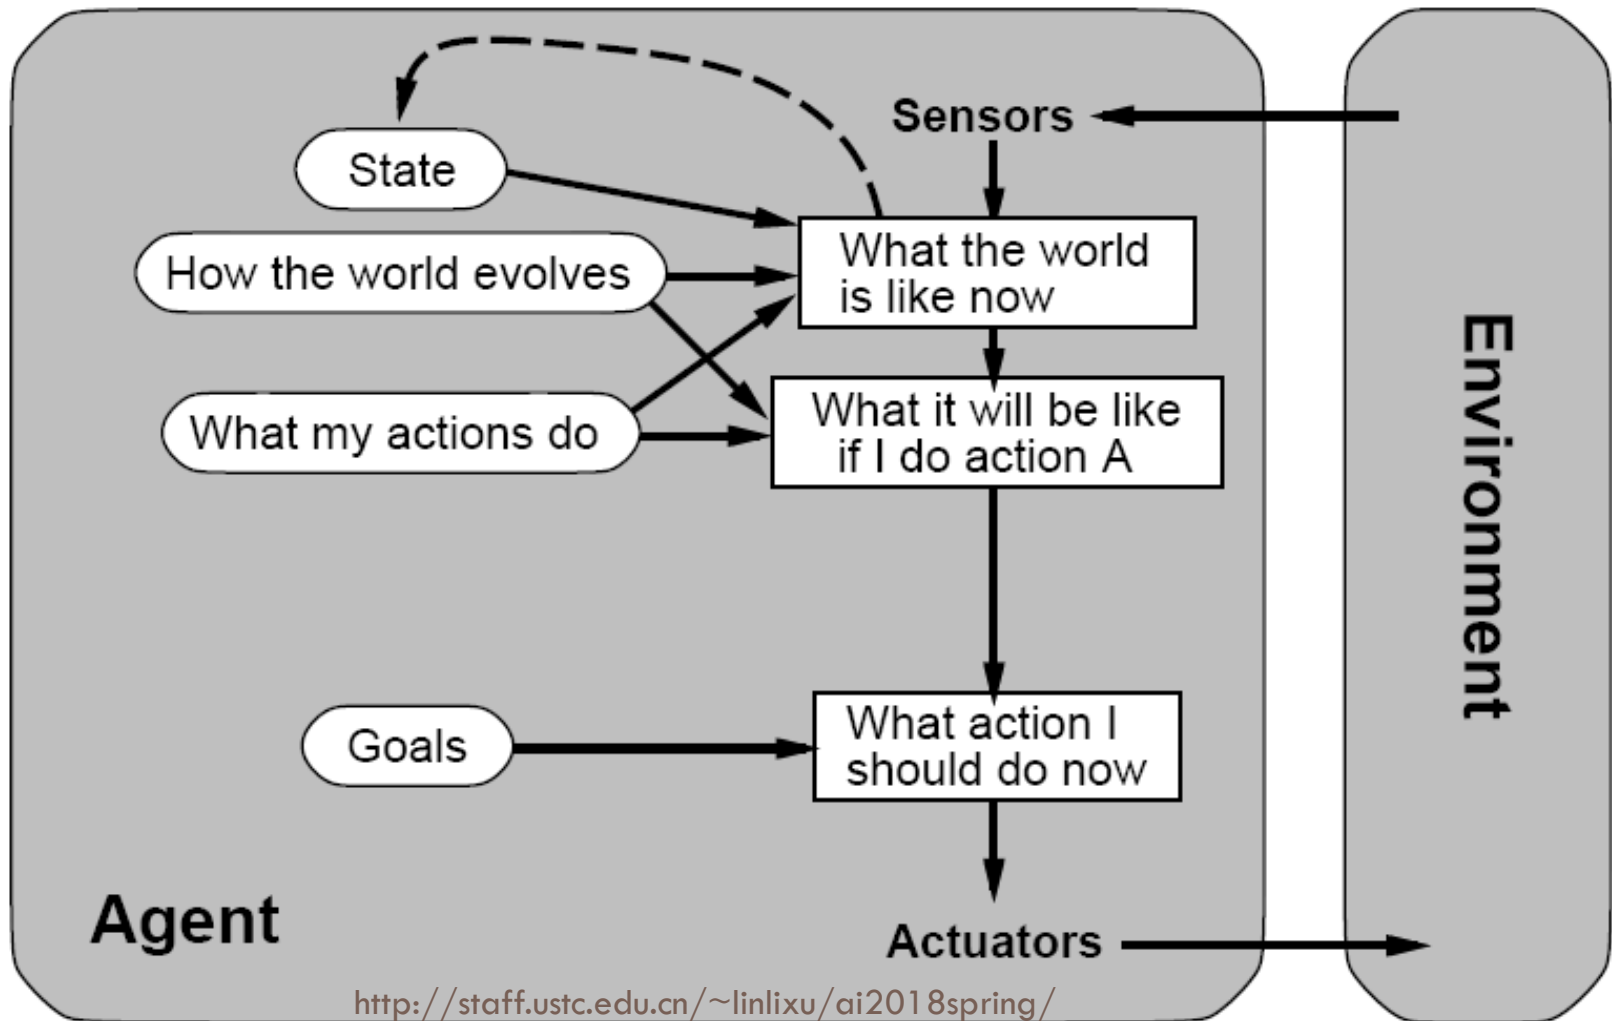 Sensors
State
What the world
is like now
How the world evolves
What it will be like
if I do action A
What my actions do
Environment
Goals
What action I
should do now
Agent
Actuators
http://staff.ustc.edu.cn/~linlixu/ai2018spring/